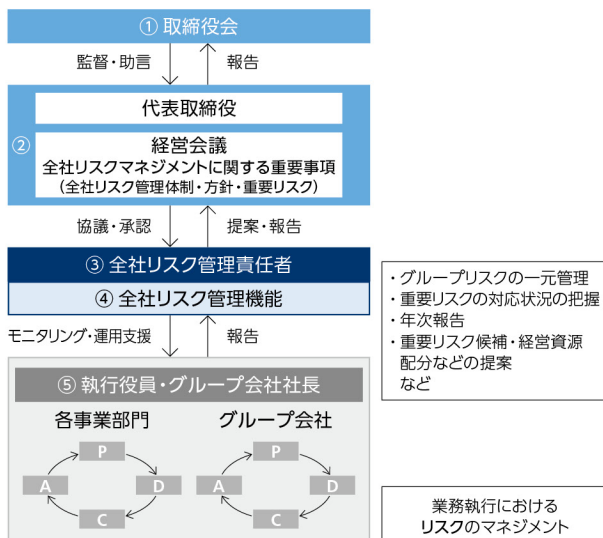 ① 取締役会
監督・助言 報告
代表取締役
②
経営会議
全社リスクマネジメントに関する重要事項
(全社リスク管理体制・方針・重要リスク)
協議・承認 提案・報告
③ 全社リスク管理責任者
④ 全社リスク管理機能
・グループリスクの一元管理
・重要リスクの対応状況の把握
・年次報告
・重要リスク候補・経営資源
配分などの提案
など
モニタリング・運用支援 報告
⑤ 執行役員・グループ会社社長
各事業部門 グループ会社
P P
A D A D
C C
業務執行における
リスクのマネジメント